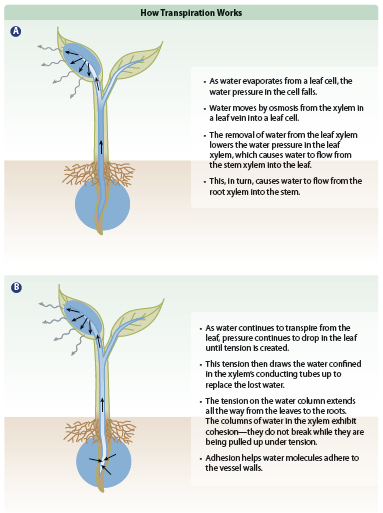 How Transpiration Works
A
• As water evaporates from a leaf cell, the
water pressure in the cell falls.
• Water moves by osmosis from the xylem in
a leaf vein into a leaf cell.
• The removal of water from the leaf xylem
lowers the water pressure in the leaf
xylem, which causes water to flow from
the stem xylem into the leaf.
• This, in turn, causes water to flow from the
root xylem into the stem.
B
• As water continues to transpire from the
leaf, pressure continues to drop in the leaf
until tension is created.
• This tension then draws the water confined
in the xylem's conducting tubes up to
replace the lost water.
• The tension on the water column extends
all the way from the leaves to the roots.
The columns of water in the xylem exhibit
cohesion—they do not break while they are
being pulled up under tension.
• Adhesion helps water molecules adhere to
the vessel walls.